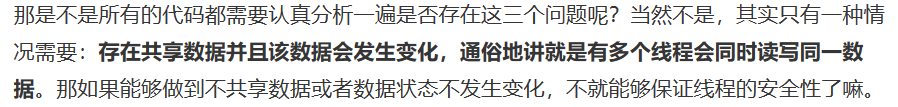 那是不是所有的代码都需要认真分析一遍是否存在这三个问题呢？当然不是，其实只有一种情
况需要：存在共享数据并且该数据会发生变化，通俗地讲就是有多个线程会同时读写同一数
据。那如果能够做到不共享数据或者数据状态不发生变化，不就能够保证线程的安全性了嘛。